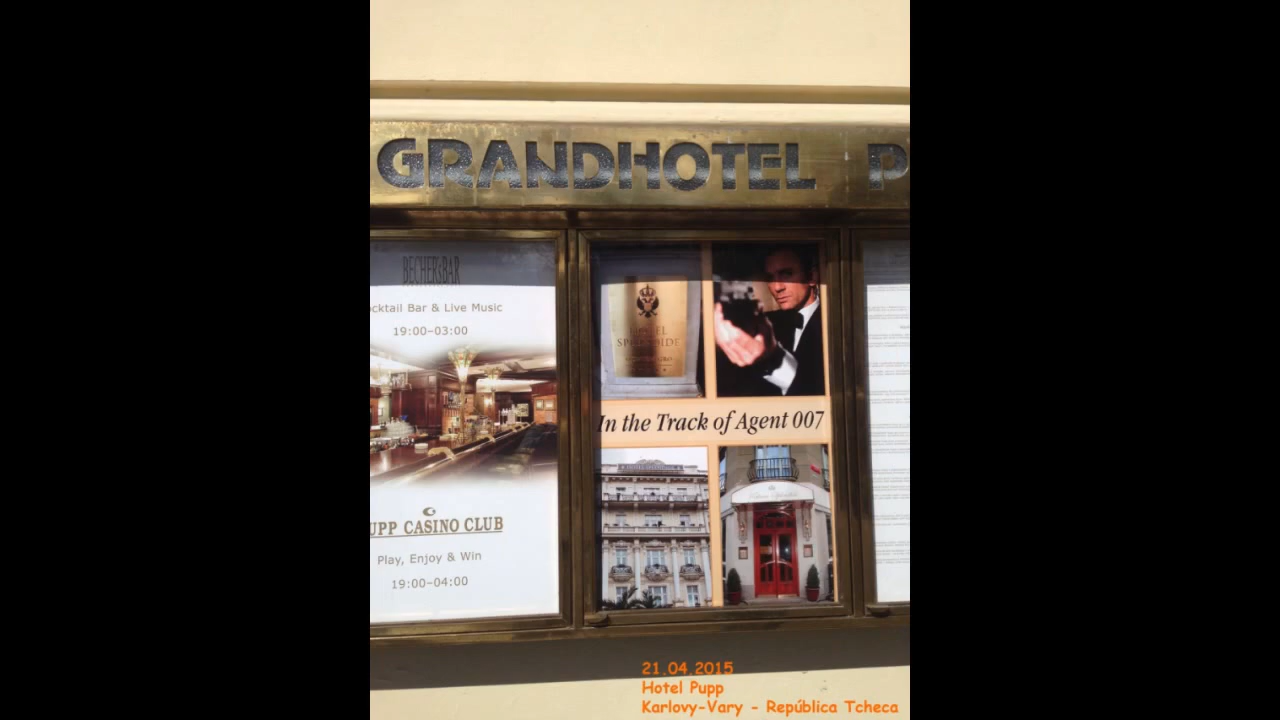 GRANDHOTEL P
BECHER'S BAR
cktail Bar & Live Music
19:00–03:00
UPP CASINO CLUB
Play, Enjoy & Win
19:00–04:00
HOTEL
SPLENDIDE
In the Track of Agent 007
21.04.2015
Hotel Pupp
Karlovy-Vary - República Tcheca